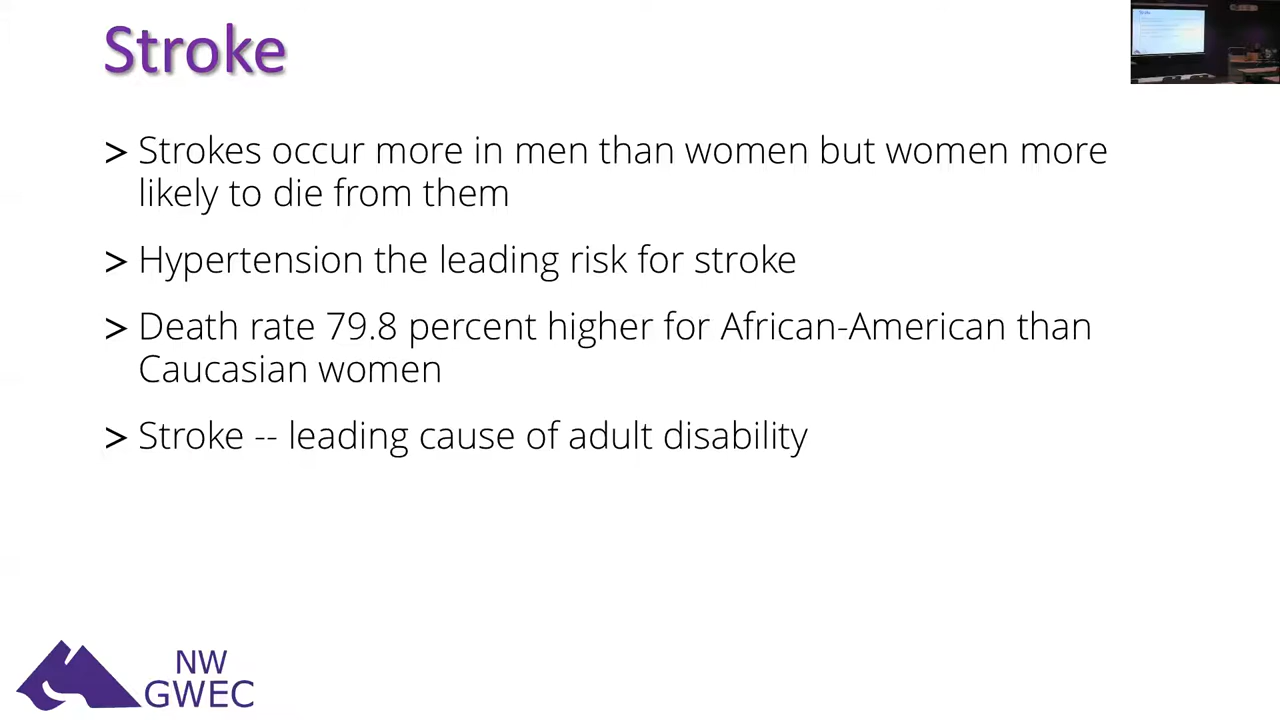 Stroke
> Strokes occur more in men than women but women more
likely to die from them
> Hypertension the leading risk for stroke
> Death rate 79.8 percent higher for African-American than
Caucasian women
> Stroke -- leading cause of adult disability
NW
GWEC